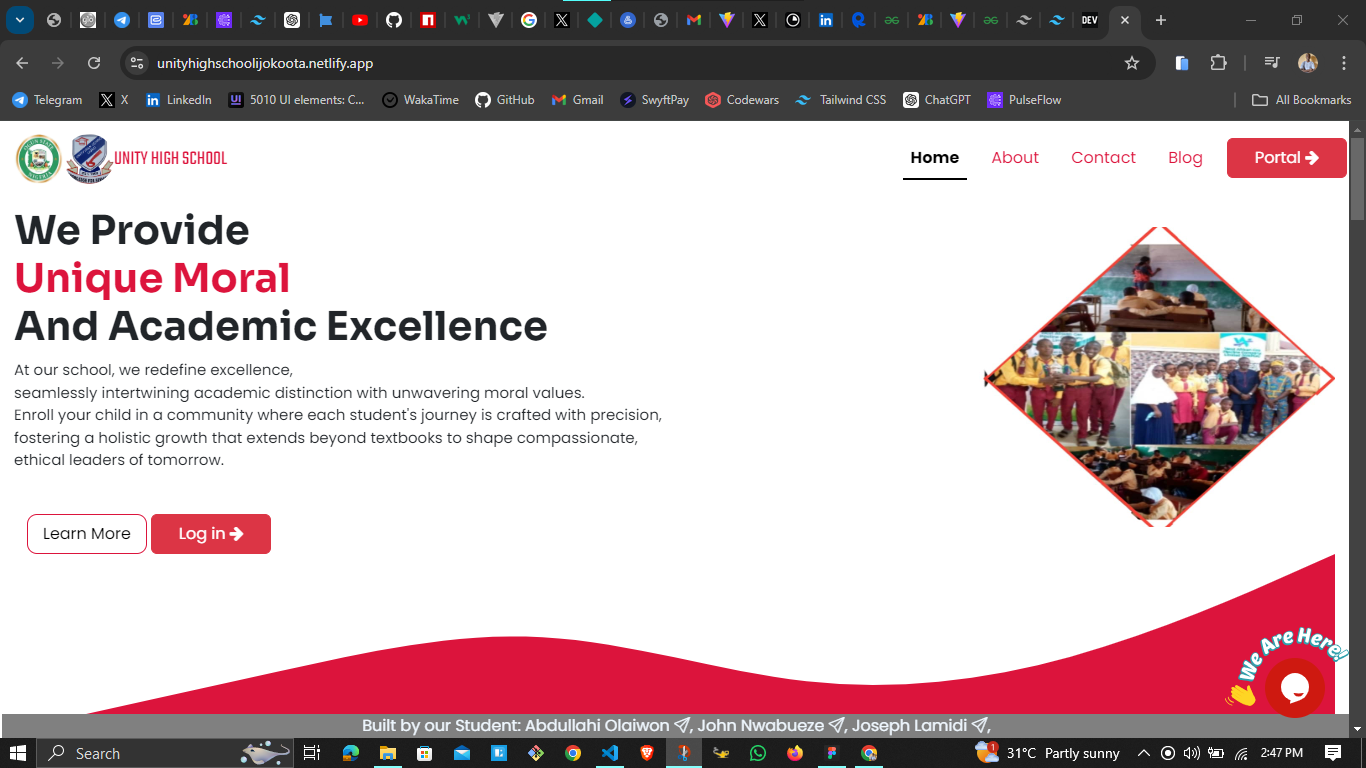 DEV
unityhighschoolijokoota.netlify.app
Telegram
X
LinkedIn
5010 UI elements: C...
WakaTime
GitHub
Gmail
SwyftPay
Codewars
Tailwind CSS
ChatGPT
PulseFlow
All Bookmarks
UNITY HIGH SCHOOL
Home
About
Contact
Blog
Portal
We Provide
Unique Moral
And Academic Excellence
At our school, we redefine excellence,
seamlessly intertwining academic distinction with unwavering moral values.
Enroll your child in a community where each student's journey is crafted with precision,
fostering a holistic growth that extends beyond textbooks to shape compassionate,
ethical leaders of tomorrow.
Learn More
Log in
We Are Here!
Built by our Student: Abdullahi Olaiwon , John Nwabueze , Joseph Lamidi ,
Search
1
31°C Partly sunny
2:47 PM